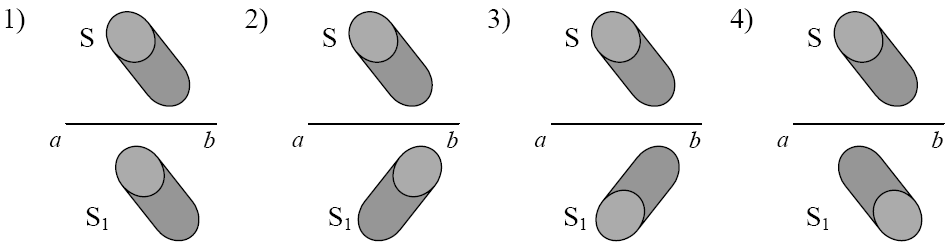 1) 2) 3) 4)
S S S S
a b a b a b a b
S₁ S₁ S₁ S₁